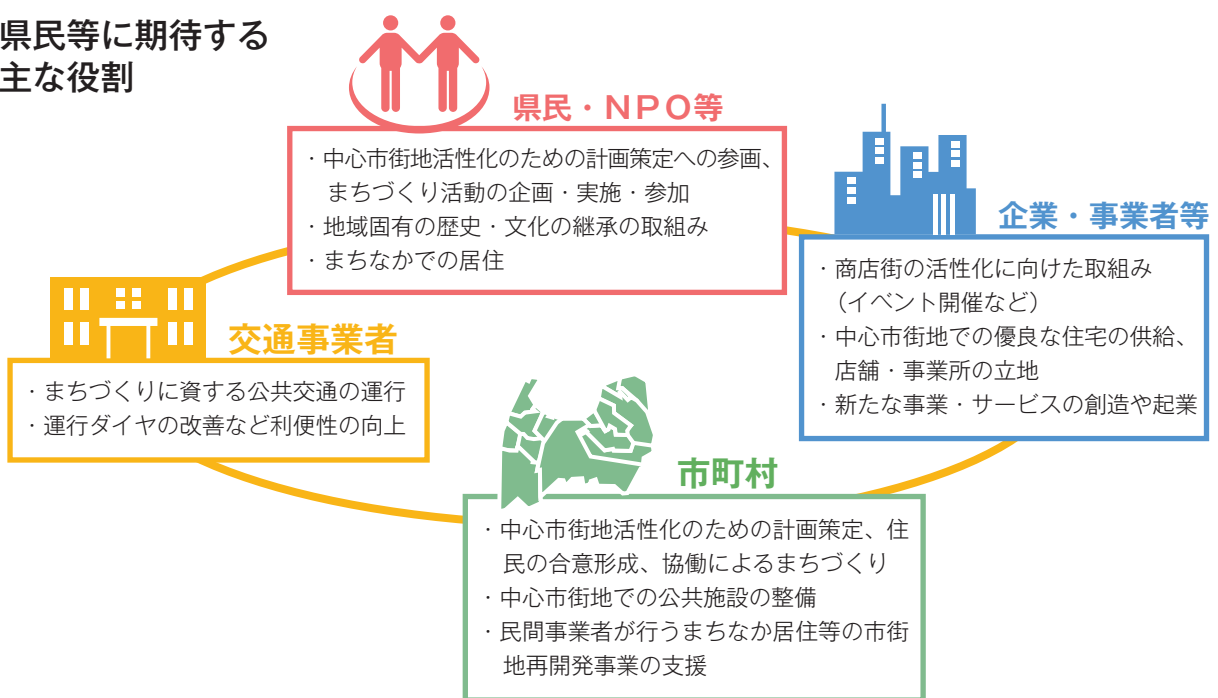 県民等に期待する
主な役割
県民・NPO等
・中心市街地活性化のための計画策定への参画、
まちづくり活動の企画・実施・参加
・地域固有の歴史・文化の継承の取組み
・まちなかでの居住
企業・事業者等
・商店街の活性化に向けた取組み
（イベント開催など）
・中心市街地での優良な住宅の供給、
店舗・事業所の立地
・新たな事業・サービスの創造や起業
交通事業者
・まちづくりに資する公共交通の運行
・運行ダイヤの改善など利便性の向上
市町村
・中心市街地活性化のための計画策定、住
民の合意形成、協働によるまちづくり
・中心市街地での公共施設の整備
・民間事業者が行うまちなか居住等の市街
地再開発事業の支援